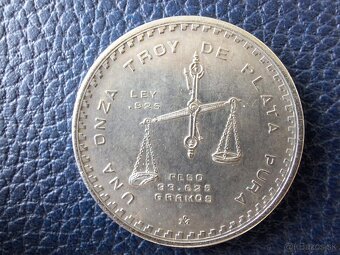 UNA ONZA TROY DE PLATA PURA
LEY
.925
PESO
33.625
GRAMOS